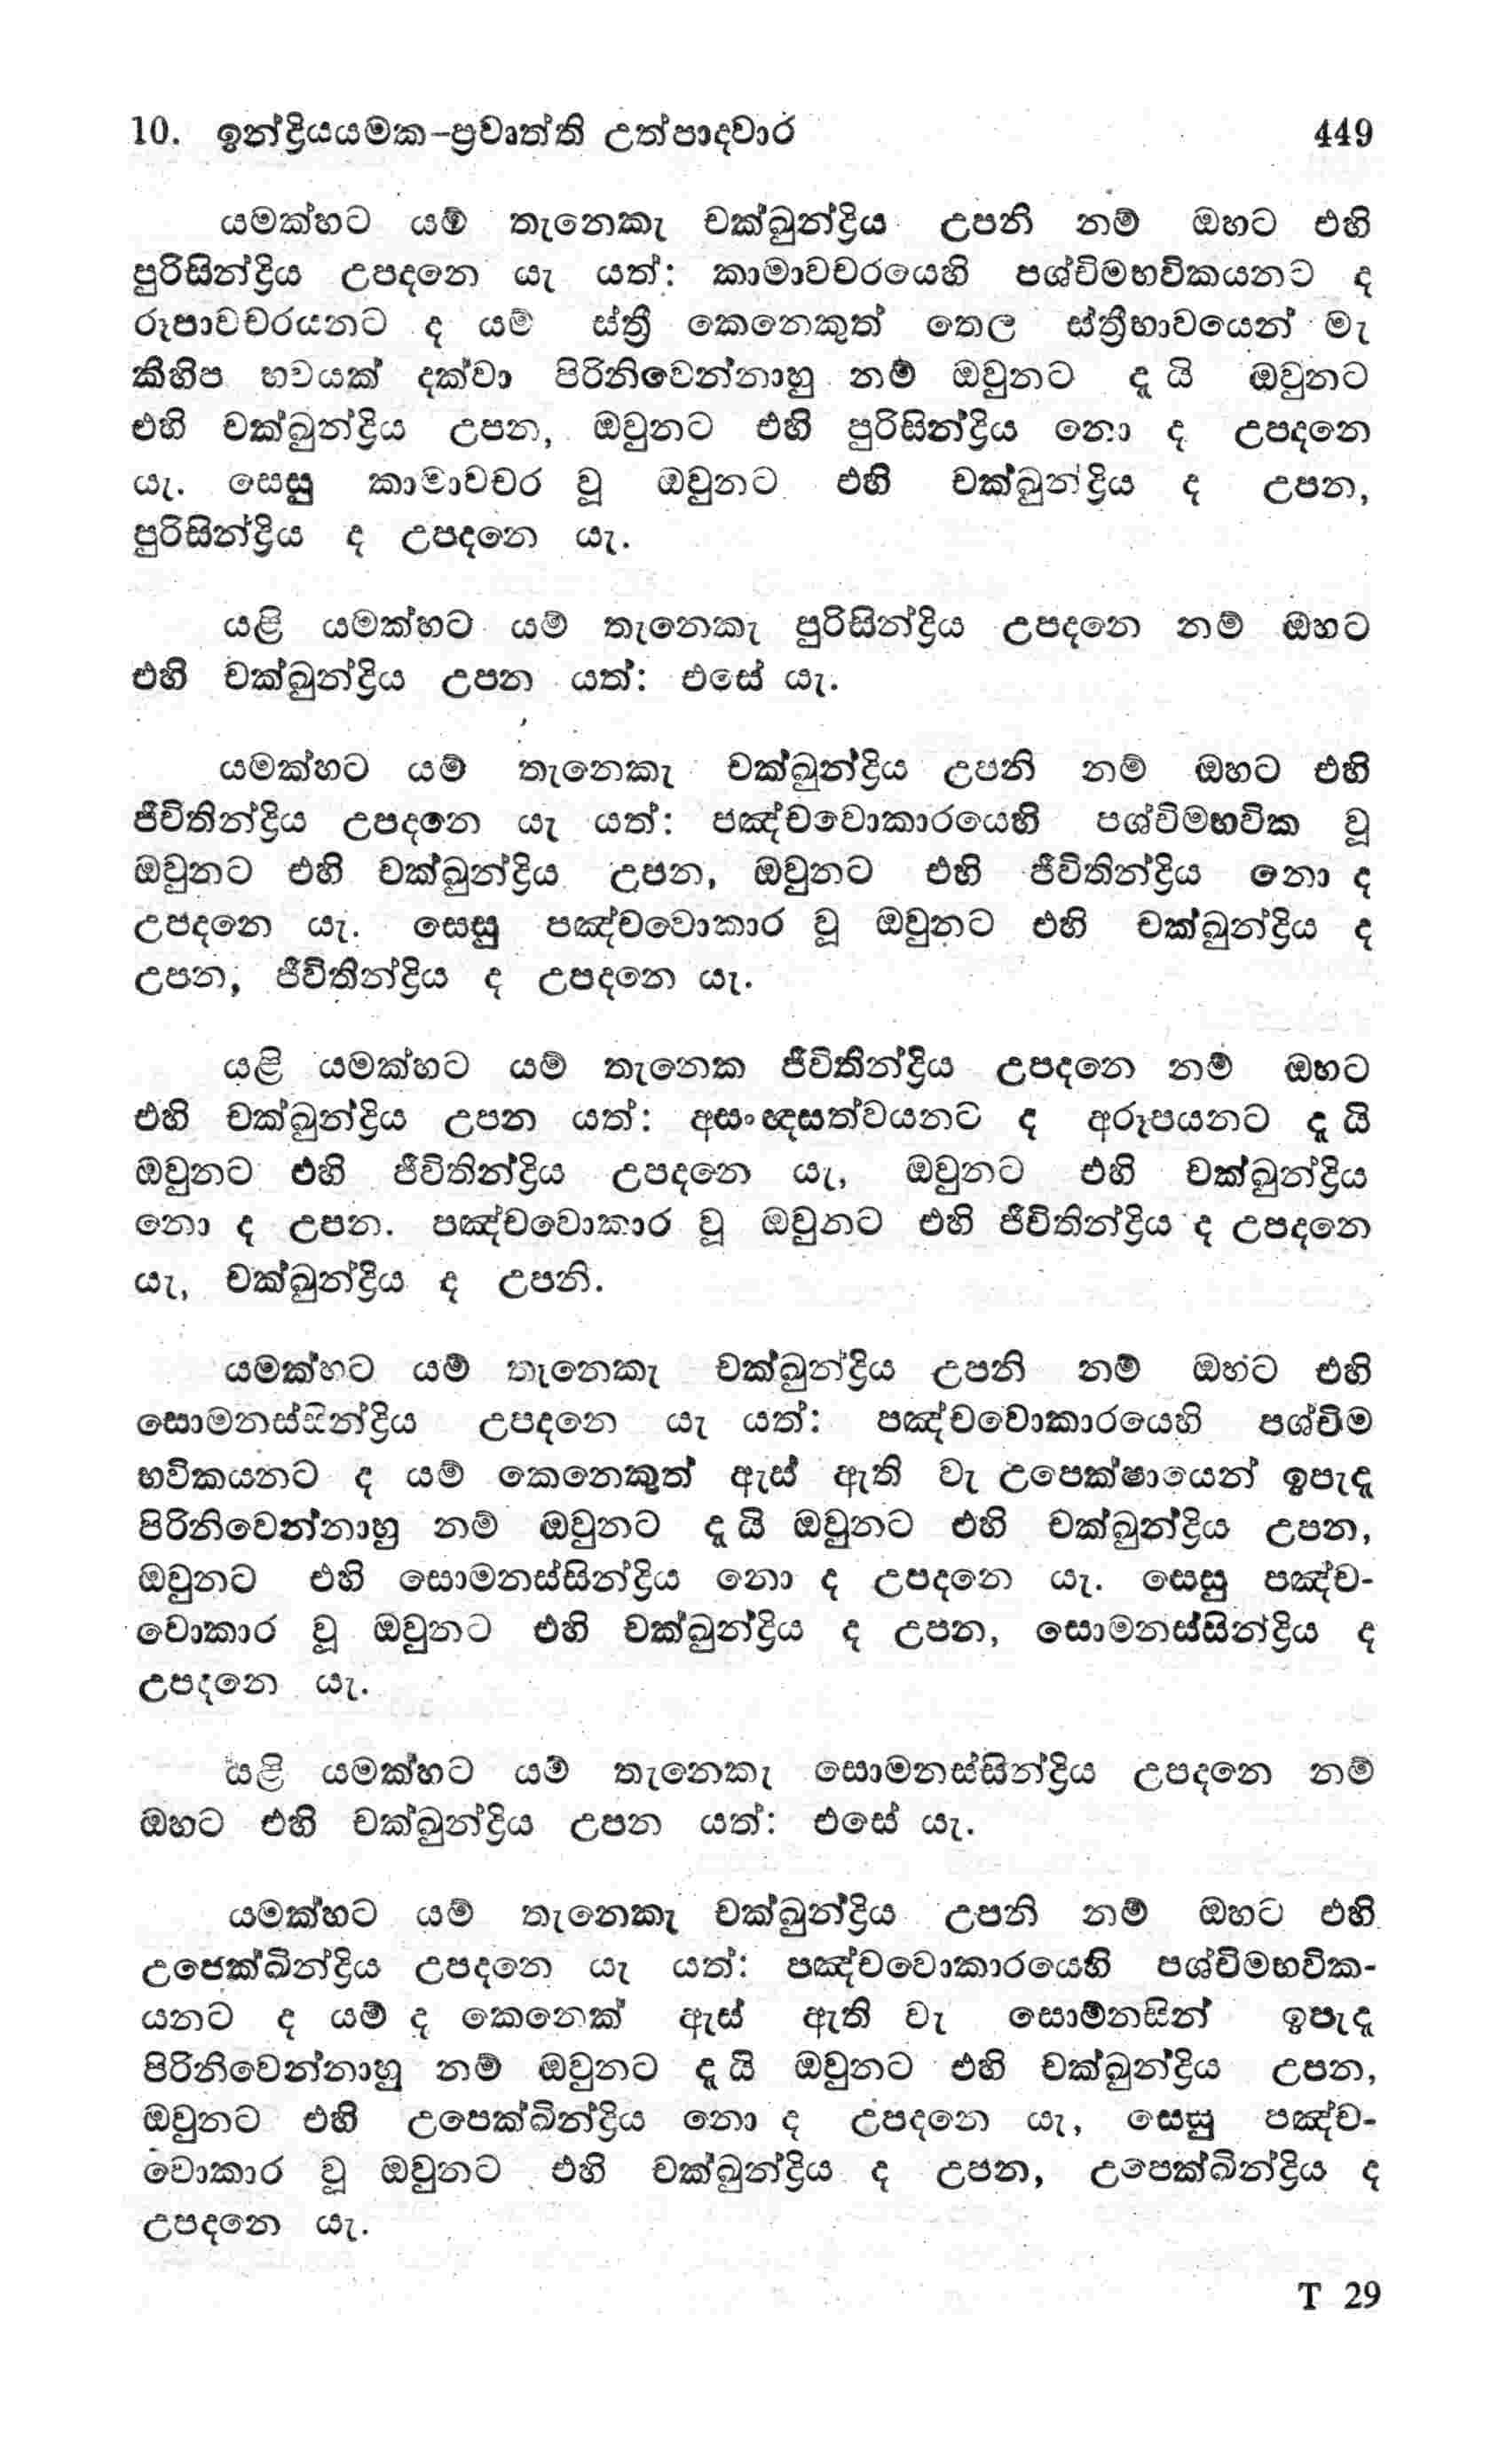 10. ඉන්ද්‍රියයමක–ප්‍රවෘත්ති උත්පාදවාර 449
යමක්හට යම් තැනෙකැ චක්ඛුන්ද්‍රිය උපනි නම් ඔහට එහි
පුරිසින්ද්‍රිය උපදනෙ යැ යත්: කාමාවචරයෙහි පශ්චිමභවිකයනට ද
රූපාවචරයනට ද යම් ස්ත්‍රී කෙනෙකුත් තෙල ස්ත්‍රීභාවයෙන් මැ
කිහිප භවයක් දක්වා පිරිනිවෙන්නාහු නම් ඔවුනට දූ යි ඔවුනට
එහි චක්ඛුන්ද්‍රිය උපන, ඔවුනට එහි පුරිසින්ද්‍රිය නො ද උපදනෙ
යැ. සෙසු කාමාවචර වූ ඔවුනට එහි චක්ඛුන්ද්‍රිය ද උපන,
පුරිසින්ද්‍රිය ද උපදනෙ යැ.
යළි යමක්හට යම් තැනෙකැ පුරිසින්ද්‍රිය උපදනෙ නම් ඔහට
එහි චක්ඛුන්ද්‍රිය උපන යත්: එසේ යැ.
යමක්හට යම් තැනෙකැ චක්ඛුන්ද්‍රිය උපනි නම් ඔහට එහි
ජීවිතින්ද්‍රිය උපදනෙ යැ යත්: පඤ්චවොකාරයෙහි පශ්චිමභවික වූ
ඔවුනට එහි චක්ඛුන්ද්‍රිය උපන, ඔවුනට එහි ජීවිතින්ද්‍රිය නො ද
උපදනෙ යැ. සෙසු පඤ්චවොකාර වූ ඔවුනට එහි චක්ඛුන්ද්‍රිය ද
උපන, ජීවිතින්ද්‍රිය ද උපදනෙ යැ.
යළි යමක්හට යම් තැනෙක ජීවිතින්ද්‍රිය උපදනෙ නම් ඔහට
එහි චක්ඛුන්ද්‍රිය උපන යත්: අසංඥසත්වයනට ද අරූපයනට දූ යි
ඔවුනට එහි ජීවිතින්ද්‍රිය උපදනෙ යැ, ඔවුනට එහි චක්ඛුන්ද්‍රිය
නො ද උපන. පඤ්චවොකාර වූ ඔවුනට එහි ජීවිතින්ද්‍රිය ද උපදනෙ
යැ, චක්ඛුන්ද්‍රිය ද උපනි.
යමක්හට යම් තැනෙකැ චක්ඛුන්ද්‍රිය උපනි නම් ඔහට එහි
සොමනස්සින්ද්‍රිය උපදනෙ යැ යත්: පඤ්චවොකාරයෙහි පශ්චිම
භවිකයනට ද යම් කෙනෙකුත් ඇස් ඇති වැ උපෙක්ෂායෙන් ඉපැදූ
පිරිනිවෙන්නාහු නම් ඔවුනට දූ යි ඔවුනට එහි චක්ඛුන්ද්‍රිය උපන,
ඔවුනට එහි සොමනස්සින්ද්‍රිය නො ද උපදනෙ යැ. සෙසු පඤ්ච-
වොකාර වූ ඔවුනට එහි චක්ඛුන්ද්‍රිය ද උපන, සොමනස්සින්ද්‍රිය ද
උපදනෙ යැ.
යළි යමක්හට යම් තැනෙකැ සොමනස්සින්ද්‍රිය උපදනෙ නම්
ඔහට එහි චක්ඛුන්ද්‍රිය උපන යත්: එසේ යැ.
යමක්හට යම් තැනෙකැ චක්ඛුන්ද්‍රිය උපනි නම් ඔහට එහි
උපෙක්ඛින්ද්‍රිය උපදනෙ යැ යත්: පඤ්චවොකාරයෙහි පශ්චිමභවික-
යනට ද යම් ද කෙනෙක් ඇස් ඇති වැ සොම්නසින් ඉපැදූ
පිරිනිවෙන්නාහු නම් ඔවුනට දූ යි ඔවුනට එහි චක්ඛුන්ද්‍රිය උපන,
ඔවුනට එහි උපෙක්ඛින්ද්‍රිය නො ද උපදනෙ යැ, සෙසු පඤ්ච-
වොකාර වූ ඔවුනට එහි චක්ඛුන්ද්‍රිය ද උපන, උපෙක්ඛින්ද්‍රිය ද
උපදනෙ යැ.
T 29